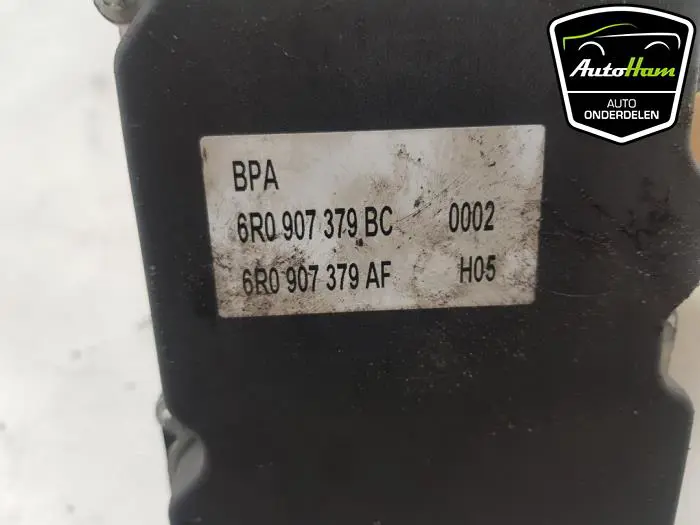 AutoHam
AUTO
ONDERDELEN
BPA
6R0 907 379 BC 0002
6R0 907 379 AF H05